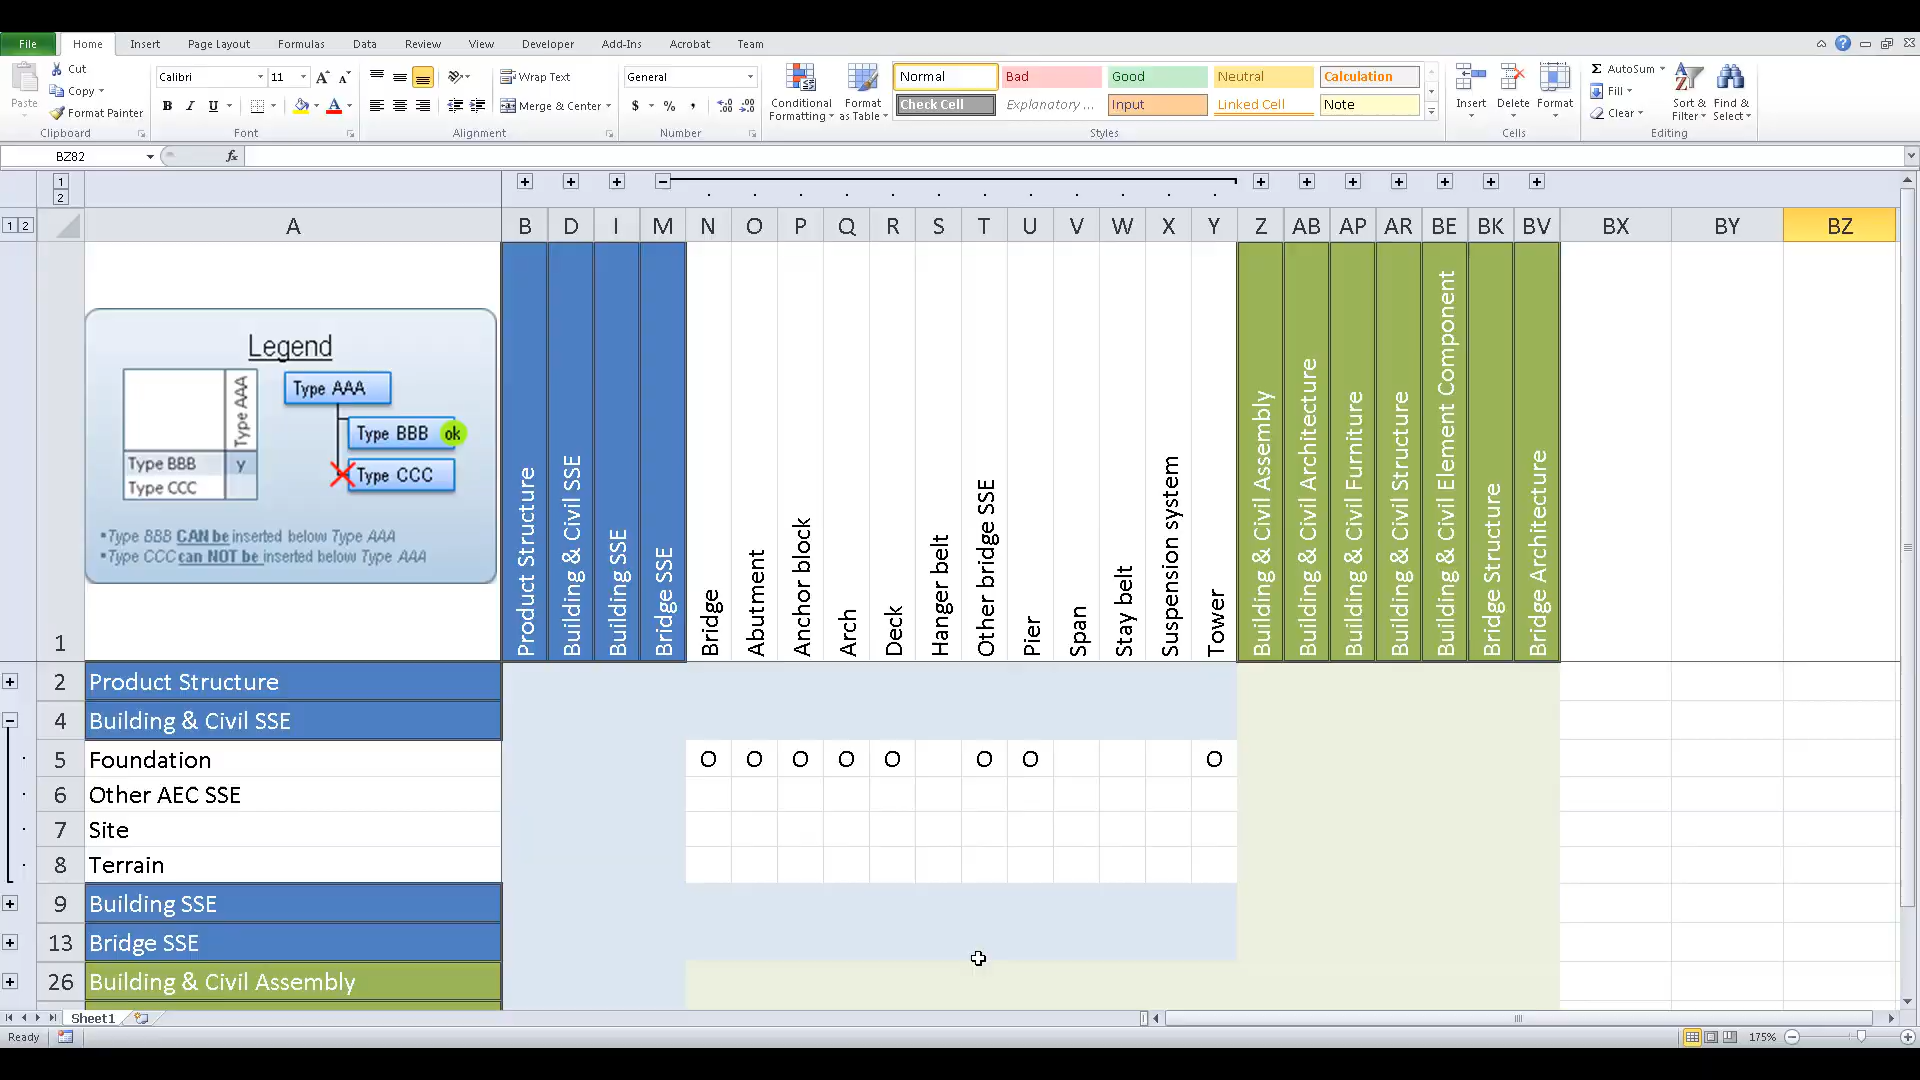 File Home Insert Page Layout Formulas Data Review View Developer Add-Ins Acrobat Team
Paste Cut Copy Format Painter Clipboard
Calibri 11 B I U Font
Wrap Text Merge & Center Alignment
General $ % , Number
Conditional Formatting Format as Table
Normal Bad Good Neutral Calculation
Check Cell Explanatory ... Input Linked Cell Note
Styles
Insert Delete Format Cells
AutoSum Fill Clear Sort & Filter Find & Select Editing
BZ82 fx
1
2
1 2 A B D I M N O P Q R S T U V W X Y Z AB AP AR BE BK BV BX BY BZ
Legend
Type AAA
Type BBB y
Type CCC
Type AAA
Type BBB ok
Type CCC
▪Type BBB CAN be inserted below Type AAA
▪Type CCC can NOT be inserted below Type AAA
1
Product Structure
Building & Civil SSE
Building SSE
Bridge SSE
Bridge
Abutment
Anchor block
Arch
Deck
Hanger belt
Other bridge SSE
Pier
Span
Stay belt
Suspension system
Tower
Building & Civil Assembly
Building & Civil Architecture
Building & Civil Furniture
Building & Civil Structure
Building & Civil Element Component
Bridge Structure
Bridge Architecture
2 Product Structure
4 Building & Civil SSE
5 Foundation O O O O O O O O
6 Other AEC SSE
7 Site
8 Terrain
9 Building SSE
13 Bridge SSE
26 Building & Civil Assembly
Sheet1
Ready 175%